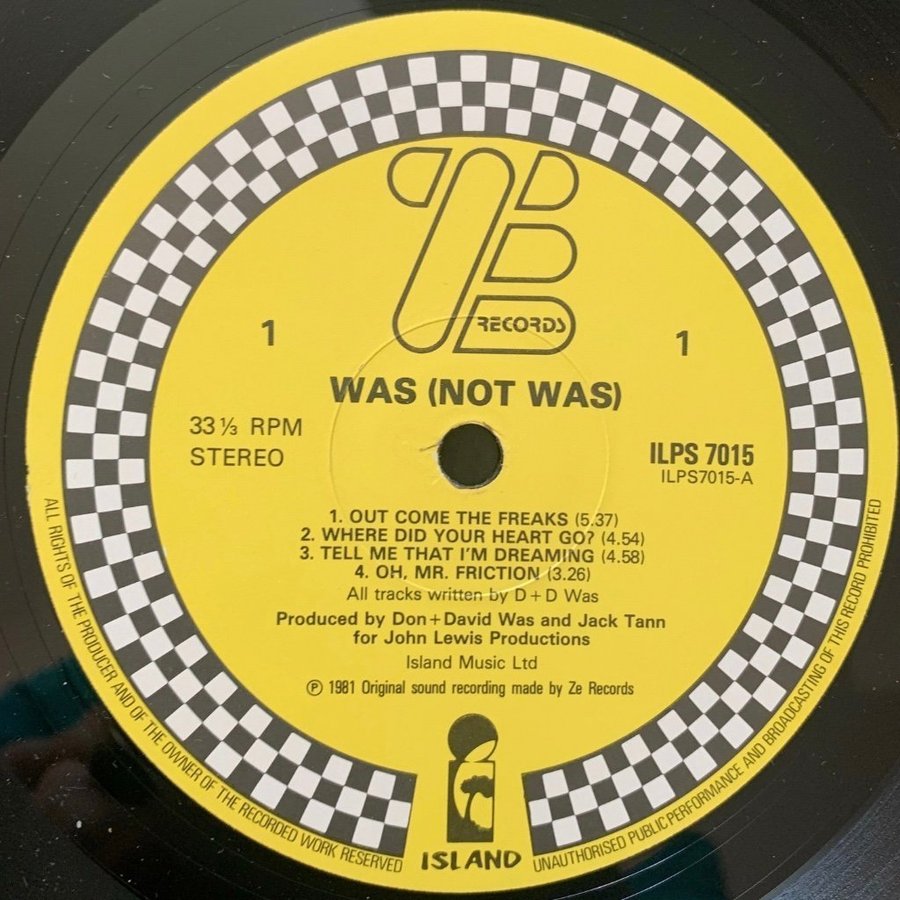 ZE
RECORDS
1 1
WAS (NOT WAS)
33 ⅓ RPM
STEREO
ILPS 7015
ILPS7015-A
1. OUT COME THE FREAKS (5.37)
2. WHERE DID YOUR HEART GO? (4.54)
3. TELL ME THAT I'M DREAMING (4.58)
4. OH, MR. FRICTION (3.26)
All tracks written by D+D Was
Produced by Don+David Was and Jack Tann
for John Lewis Productions
Island Music Ltd
℗ 1981 Original sound recording made by Ze Records
ISLAND
ALL RIGHTS OF THE PRODUCER AND OF THE OWNER OF THE RECORDED WORK RESERVED
UNAUTHORISED PUBLIC PERFORMANCE AND BROADCASTING OF THIS RECORD PROHIBITED